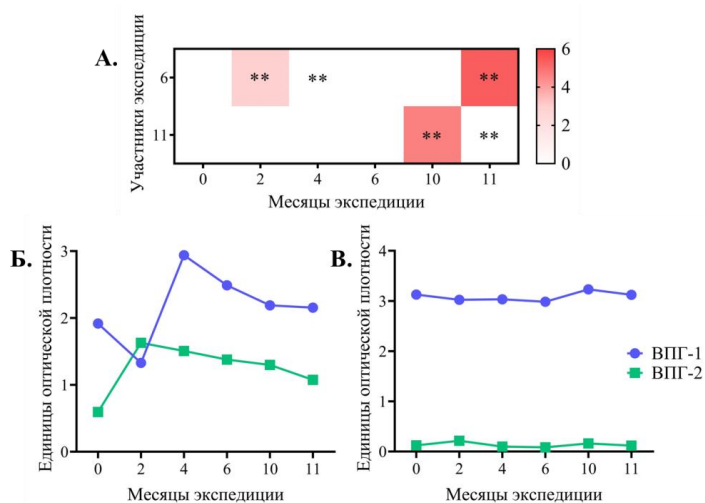 А.
Участники экспедиции
6
11
** ** **
** **
0 2 4 6 10 11
Месяцы экспедиции
6
4
2
0
Б.
Единицы оптической плотности
3
2
1
0
0 2 4 6 10 11
Месяцы экспедиции
В.
Единицы оптической плотности
4
3
4
1
0
0 2 4 6 10 11
Месяцы экспедиции
ВПГ-1
ВПГ-2